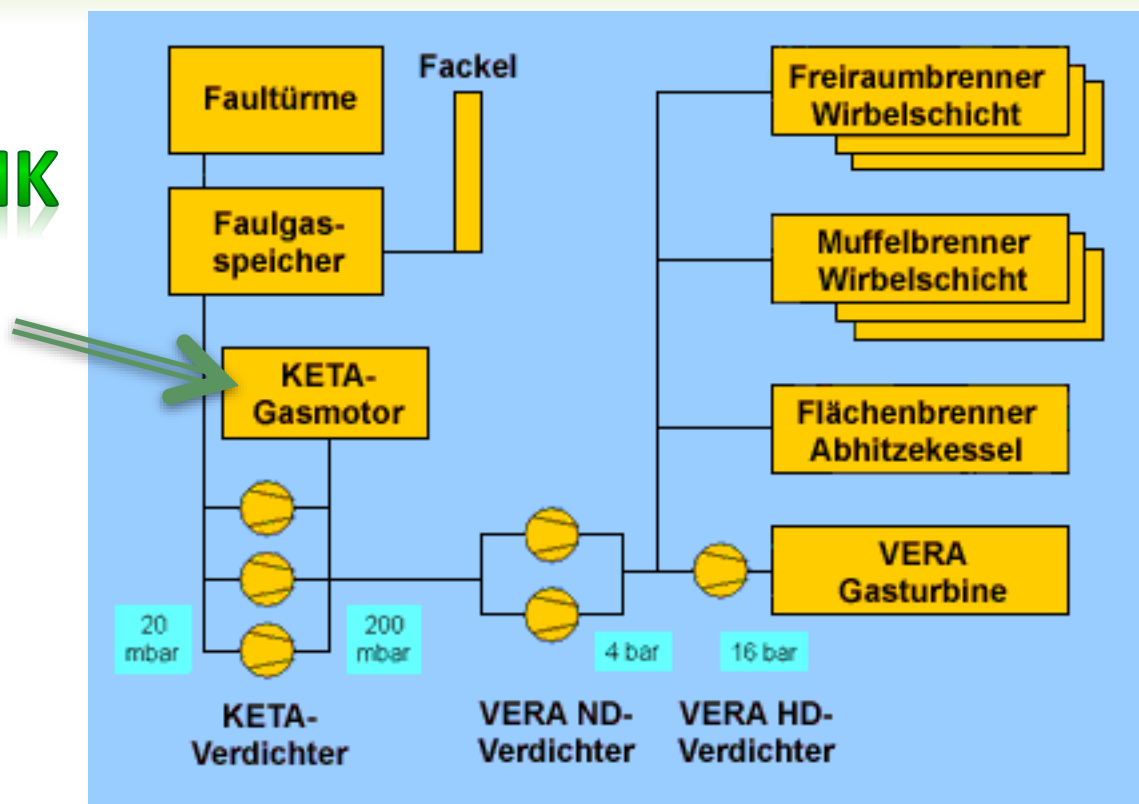 IK
Faultürme
Fackel
Faulgas-
speicher
KETA-
Gasmotor
20
mbar
200
mbar
KETA-
Verdichter
VERA ND-
Verdichter
4 bar
VERA HD-
Verdichter
16 bar
Freiraumbrenner
Wirbelschicht
Muffelbrenner
Wirbelschicht
Flächenbrenner
Abhitzekessel
VERA
Gasturbine